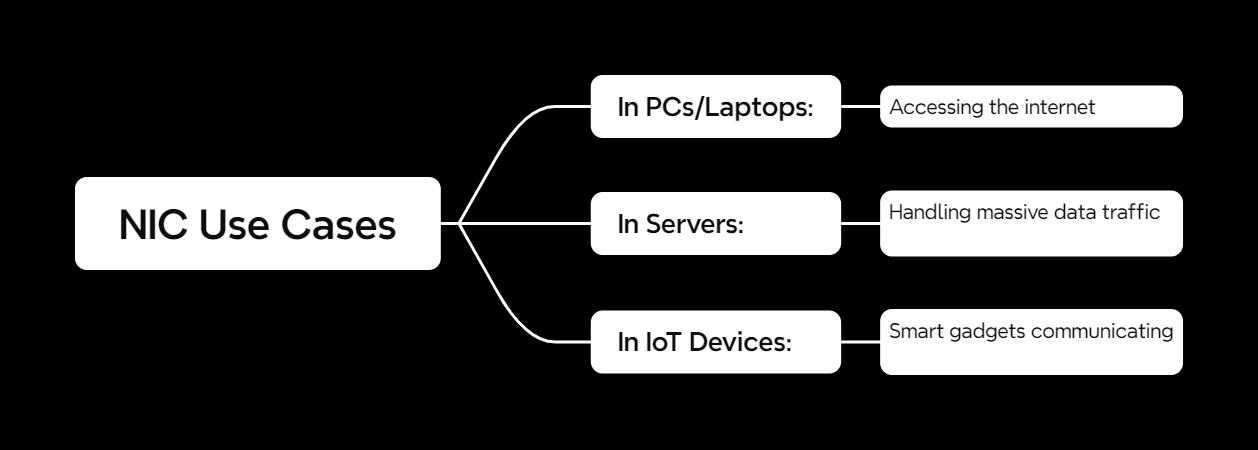 NIC Use Cases
In PCs/Laptops:
Accessing the internet
In Servers:
Handling massive data traffic
In IoT Devices:
Smart gadgets communicating